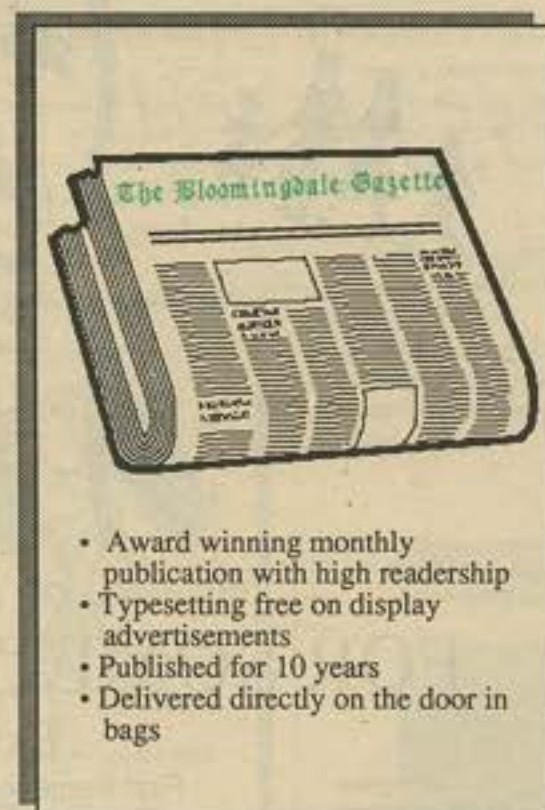 The Bloomingdale Gazette
• Award winning monthly
publication with high readership
• Typesetting free on display
advertisements
• Published for 10 years
• Delivered directly on the door in
bags